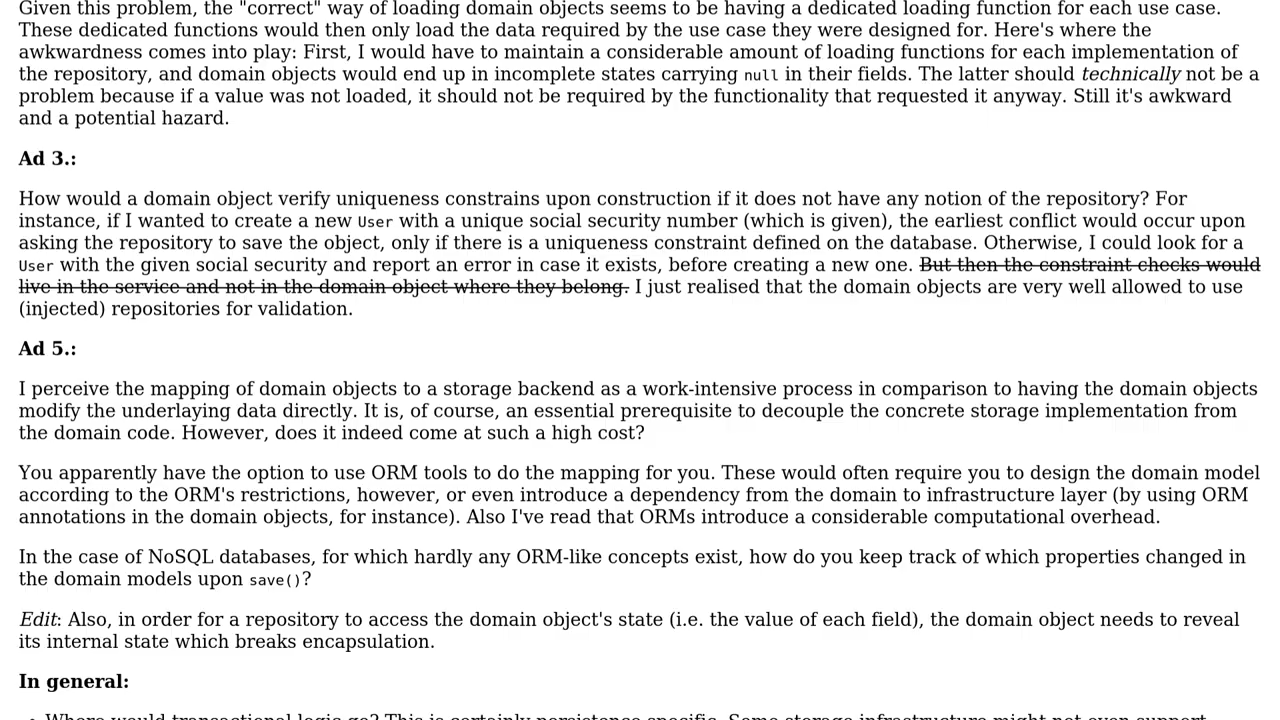 Given this problem, the "correct" way of loading domain objects seems to be having a dedicated loading function for each use case.
These dedicated functions would then only load the data required by the use case they were designed for. Here's where the
awkwardness comes into play: First, I would have to maintain a considerable amount of loading functions for each implementation of
the repository, and domain objects would end up in incomplete states carrying null in their fields. The latter should technically not be a
problem because if a value was not loaded, it should not be required by the functionality that requested it anyway. Still it's awkward
and a potential hazard.
Ad 3.:
How would a domain object verify uniqueness constrains upon construction if it does not have any notion of the repository? For
instance, if I wanted to create a new User with a unique social security number (which is given), the earliest conflict would occur upon
asking the repository to save the object, only if there is a uniqueness constraint defined on the database. Otherwise, I could look for a
User with the given social security and report an error in case it exists, before creating a new one. But then the constraint checks would
live in the service and not in the domain object where they belong. I just realised that the domain objects are very well allowed to use
(injected) repositories for validation.
Ad 5.:
I perceive the mapping of domain objects to a storage backend as a work-intensive process in comparison to having the domain objects
modify the underlaying data directly. It is, of course, an essential prerequisite to decouple the concrete storage implementation from
the domain code. However, does it indeed come at such a high cost?
You apparently have the option to use ORM tools to do the mapping for you. These would often require you to design the domain model
according to the ORM's restrictions, however, or even introduce a dependency from the domain to infrastructure layer (by using ORM
annotations in the domain objects, for instance). Also I've read that ORMs introduce a considerable computational overhead.
In the case of NoSQL databases, for which hardly any ORM-like concepts exist, how do you keep track of which properties changed in
the domain models upon save()?
Edit: Also, in order for a repository to access the domain object's state (i.e. the value of each field), the domain object needs to reveal
its internal state which breaks encapsulation.
In general:
• Where would transactional logic go? This is certainly persistence specific. Some storage infrastructure might not even support